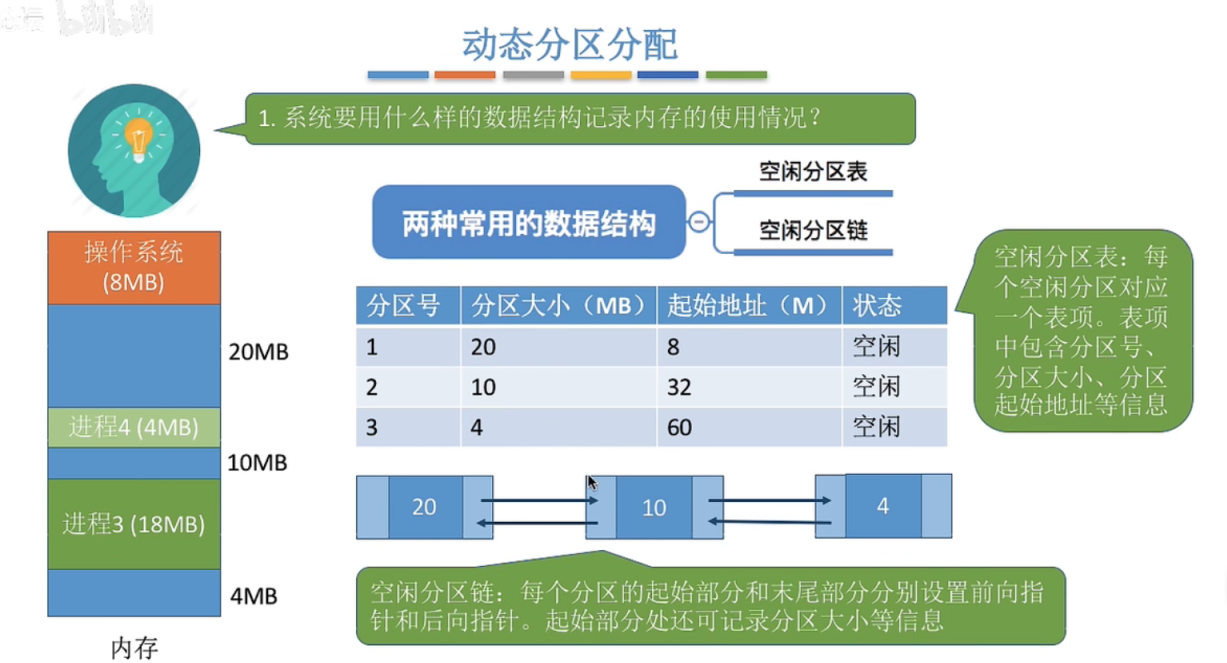 bilibili
动态分区分配
1. 系统要用什么样的数据结构记录内存的使用情况？
两种常用的数据结构
空闲分区表
空闲分区链
操作系统
(8MB)
20MB
进程4 (4MB)
10MB
进程3 (18MB)
4MB
内存
分区号 分区大小（MB） 起始地址（M） 状态
1 20 8 空闲
2 10 32 空闲
3 4 60 空闲
空闲分区表：每
个空闲分区对应
一个表项。表项
中包含分区号、
分区大小、分区
起始地址等信息
20 10 4
空闲分区链：每个分区的起始部分和末尾部分分别设置前向指
针和后向指针。起始部分处还可记录分区大小等信息